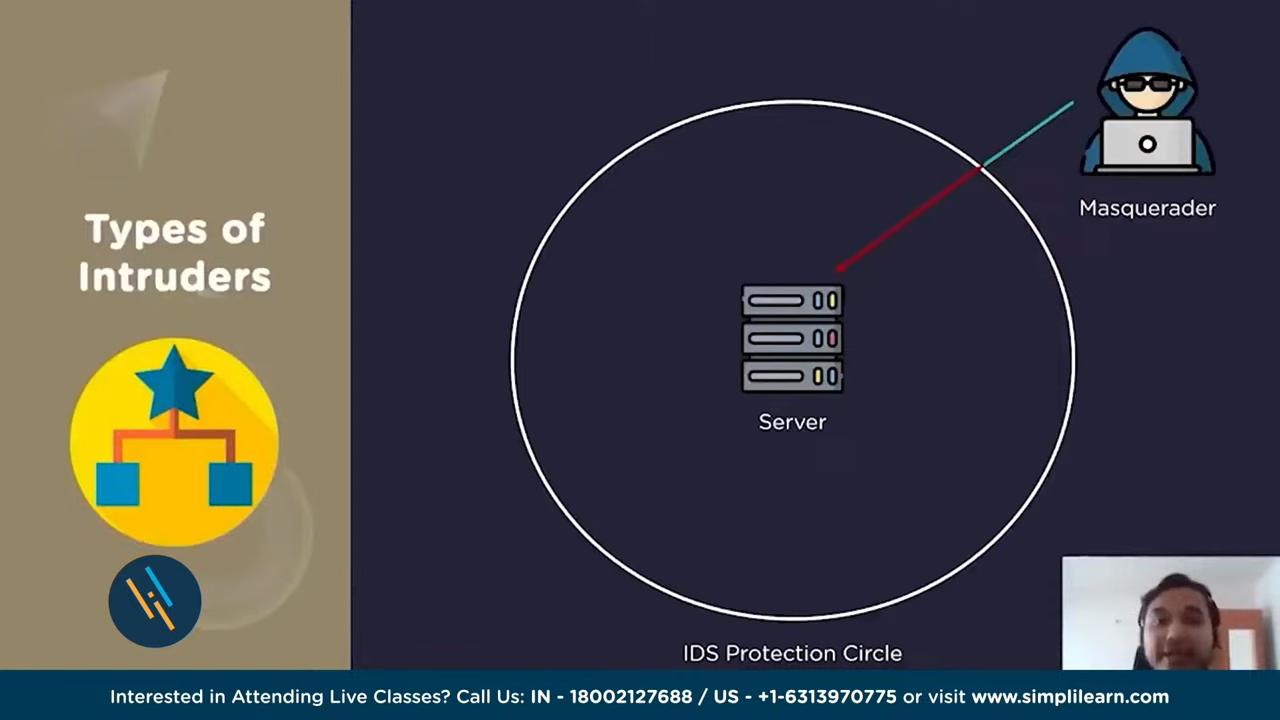 Types of
Intruders
Masquerader
Server
IDS Protection Circle
Interested in Attending Live Classes? Call Us: IN - 18002127688 / US - +1-6313970775 or visit www.simplilearn.com